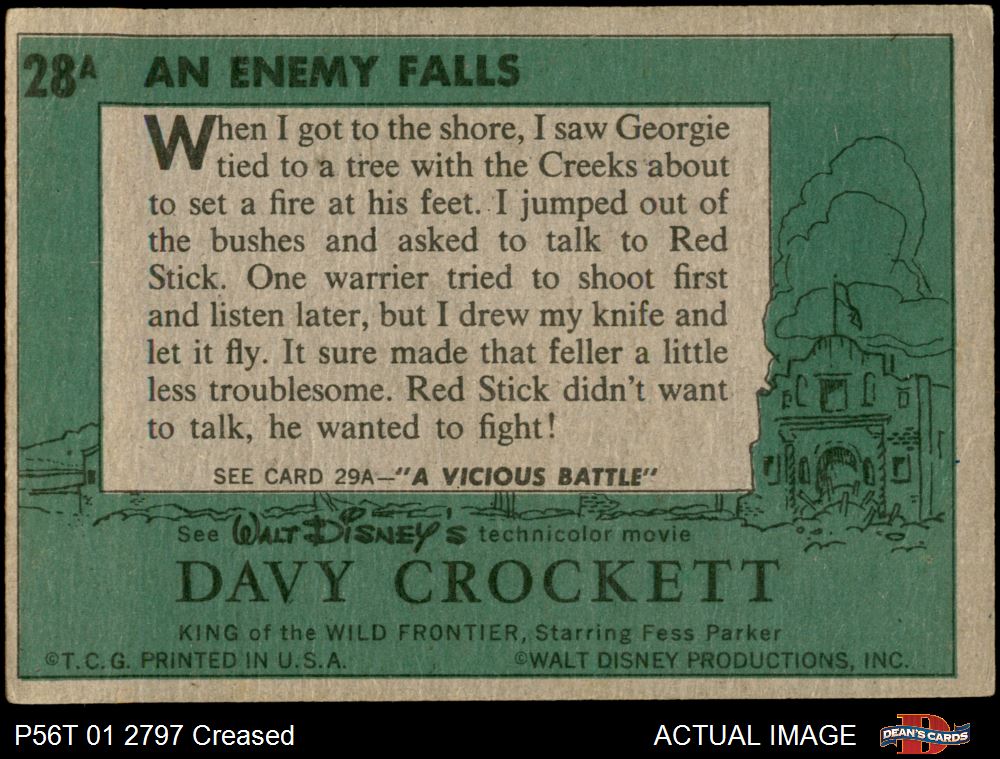 28A AN ENEMY FALLS
When I got to the shore, I saw Georgie
tied to a tree with the Creeks about
to set a fire at his feet. I jumped out of
the bushes and asked to talk to Red
Stick. One warrier tried to shoot first
and listen later, but I drew my knife and
let it fly. It sure made that feller a little
less troublesome. Red Stick didn't want
to talk, he wanted to fight!
SEE CARD 29A—"A VICIOUS BATTLE"
See WALT DISNEY'S technicolor movie
DAVY CROCKETT
KING of the WILD FRONTIER, Starring Fess Parker
©T.C.G. PRINTED IN U.S.A. ©WALT DISNEY PRODUCTIONS, INC.
P56T 01 2797 Creased ACTUAL IMAGE D DEAN'S CARDS